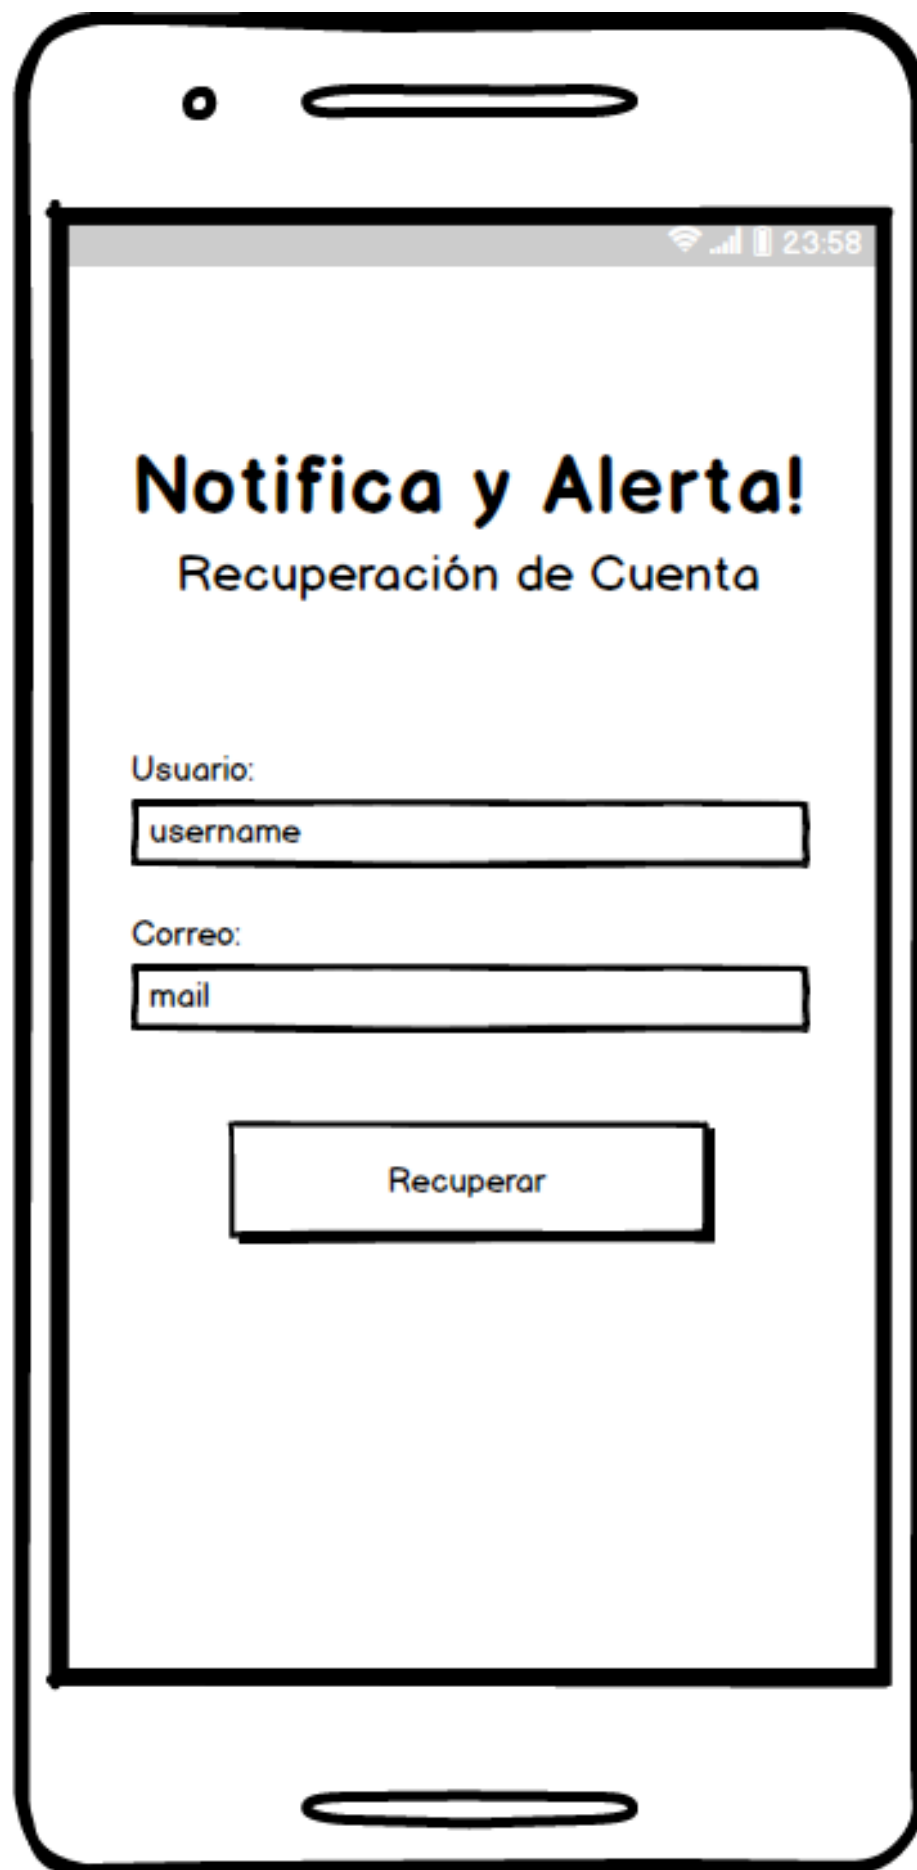 23:58
Notifica y Alerta!
Recuperación de Cuenta
Usuario:
username
Correo:
mail
Recuperar